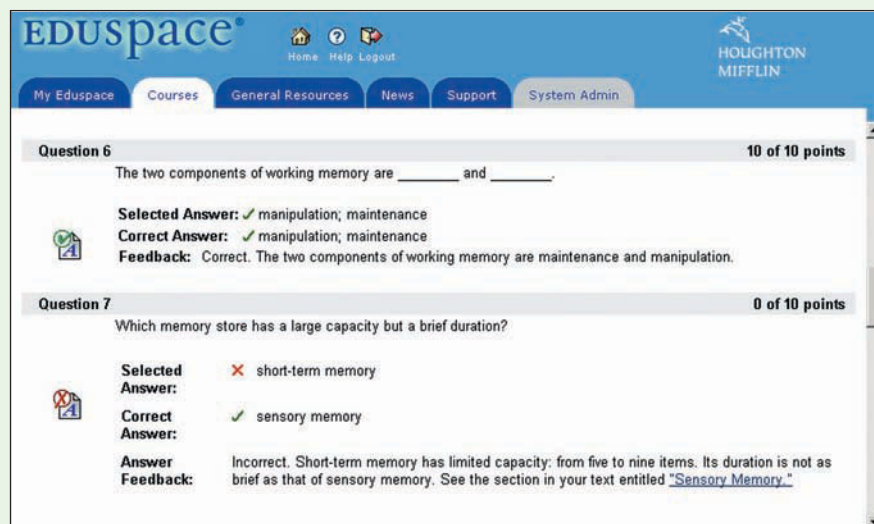 EDUSpace®
Home Help Logout
HOUGHTON
MIFFLIN
My Eduspace Courses General Resources News Support System Admin
Question 6 10 of 10 points
The two components of working memory are ________ and ________.
Selected Answer: ✓ manipulation; maintenance
Correct Answer: ✓ manipulation; maintenance
Feedback: Correct. The two components of working memory are maintenance and manipulation.
Question 7 0 of 10 points
Which memory store has a large capacity but a brief duration?
Selected ✗ short-term memory
Answer:
Correct ✓ sensory memory
Answer:
Answer Incorrect. Short-term memory has limited capacity: from five to nine items. Its duration is not as
Feedback: brief as that of sensory memory. See the section in your text entitled "Sensory Memory."